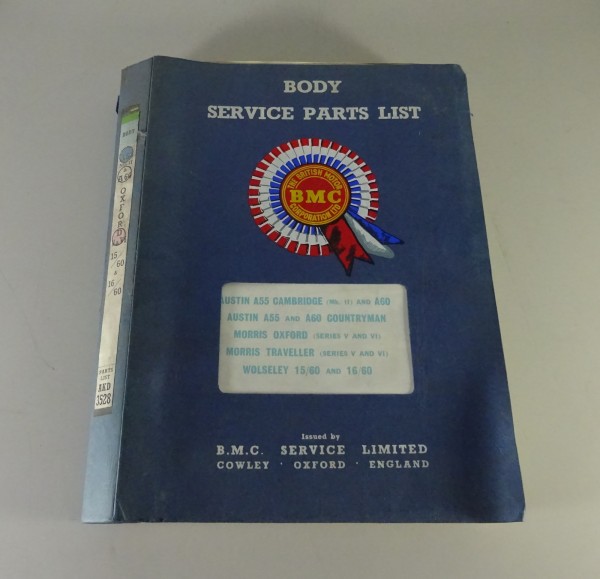 BODY
SERVICE PARTS LIST
THE BRITISH MOTOR
BMC
CORPORATION LTD
AUSTIN A55 CAMBRIDGE (Mk. II) AND A60
AUSTIN A55 AND A60 COUNTRYMAN
MORRIS OXFORD (SERIES V AND VI)
MORRIS TRAVELLER (SERIES V AND VI)
WOLSELEY 15/60 AND 16/60
Issued by
B.M.C. SERVICE LIMITED
COWLEY · OXFORD · ENGLAND
BODY
OXFORD
15/60
&
16/60
PARTS
LIST
AKD
3528